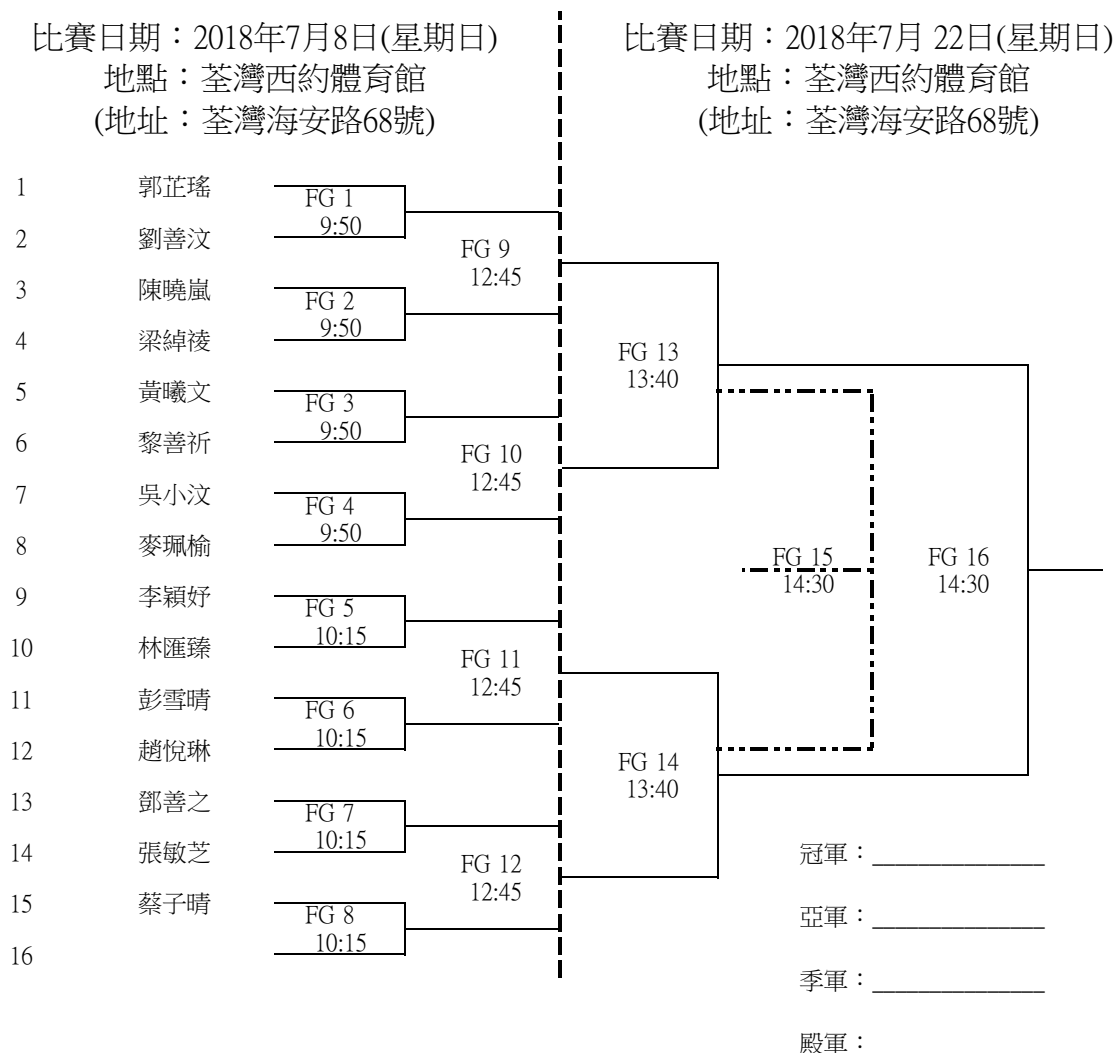 比賽日期：2018年7月8日(星期日)
地點：荃灣西約體育館
(地址：荃灣海安路68號)
比賽日期：2018年7月 22日(星期日)
地點：荃灣西約體育館
(地址：荃灣海安路68號)
1 郭芷瑤
FG 1
9:50
2 劉善汶
FG 9
12:45
3 陳曉嵐
FG 2
9:50
4 梁綽祾
FG 13
13:40
5 黃曦文
FG 3
9:50
6 黎善祈
FG 10
12:45
7 吳小汶
FG 4
9:50
8 麥珮榆
FG 15
14:30
FG 16
14:30
9 李穎妤
FG 5
10:15
10 林匯臻
FG 11
12:45
11 彭雪晴
FG 6
10:15
12 趙悅琳
FG 14
13:40
13 鄧善之
FG 7
10:15
14 張敏芝
FG 12
12:45
15 蔡子晴
FG 8
10:15
16
冠軍：
亞軍：
季軍：
殿軍：